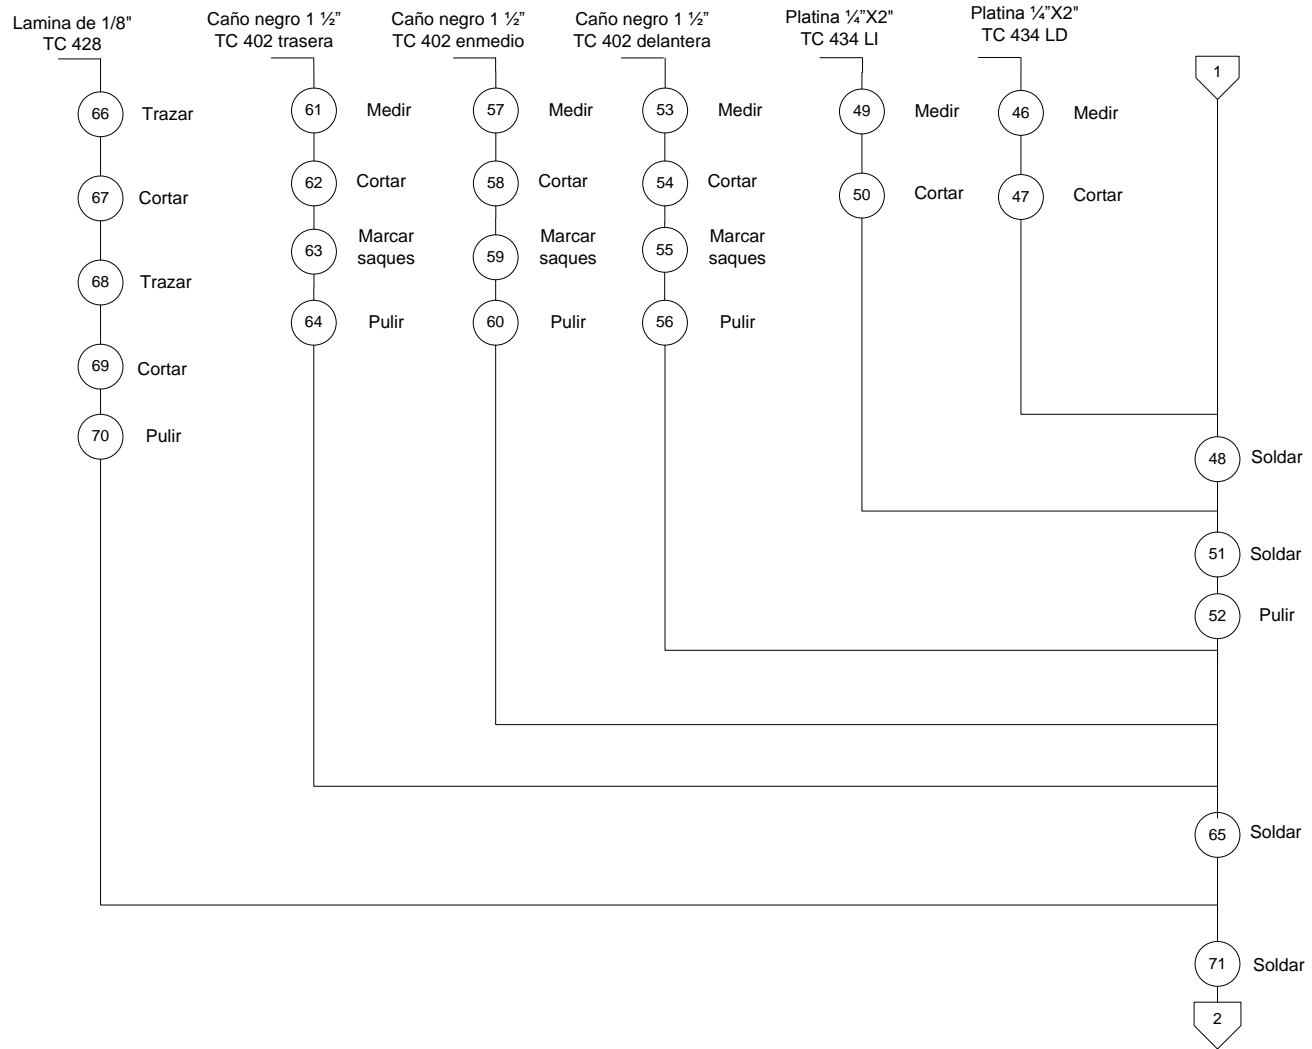 Lamina de 1/8"
TC 428
Caño negro 1 ½”
TC 402 trasera
Caño negro 1 ½”
TC 402 enmedio
Caño negro 1 ½”
TC 402 delantera
Platina ¼”X2"
TC 434 LI
Platina ¼”X2"
TC 434 LD
1
66 Trazar
61 Medir
57 Medir
53 Medir
49 Medir
46 Medir
67 Cortar
62 Cortar
58 Cortar
54 Cortar
50 Cortar
47 Cortar
63 Marcar
saques
59 Marcar
saques
55 Marcar
saques
68 Trazar
64 Pulir
60 Pulir
56 Pulir
69 Cortar
70 Pulir
48 Soldar
51 Soldar
52 Pulir
65 Soldar
71 Soldar
2